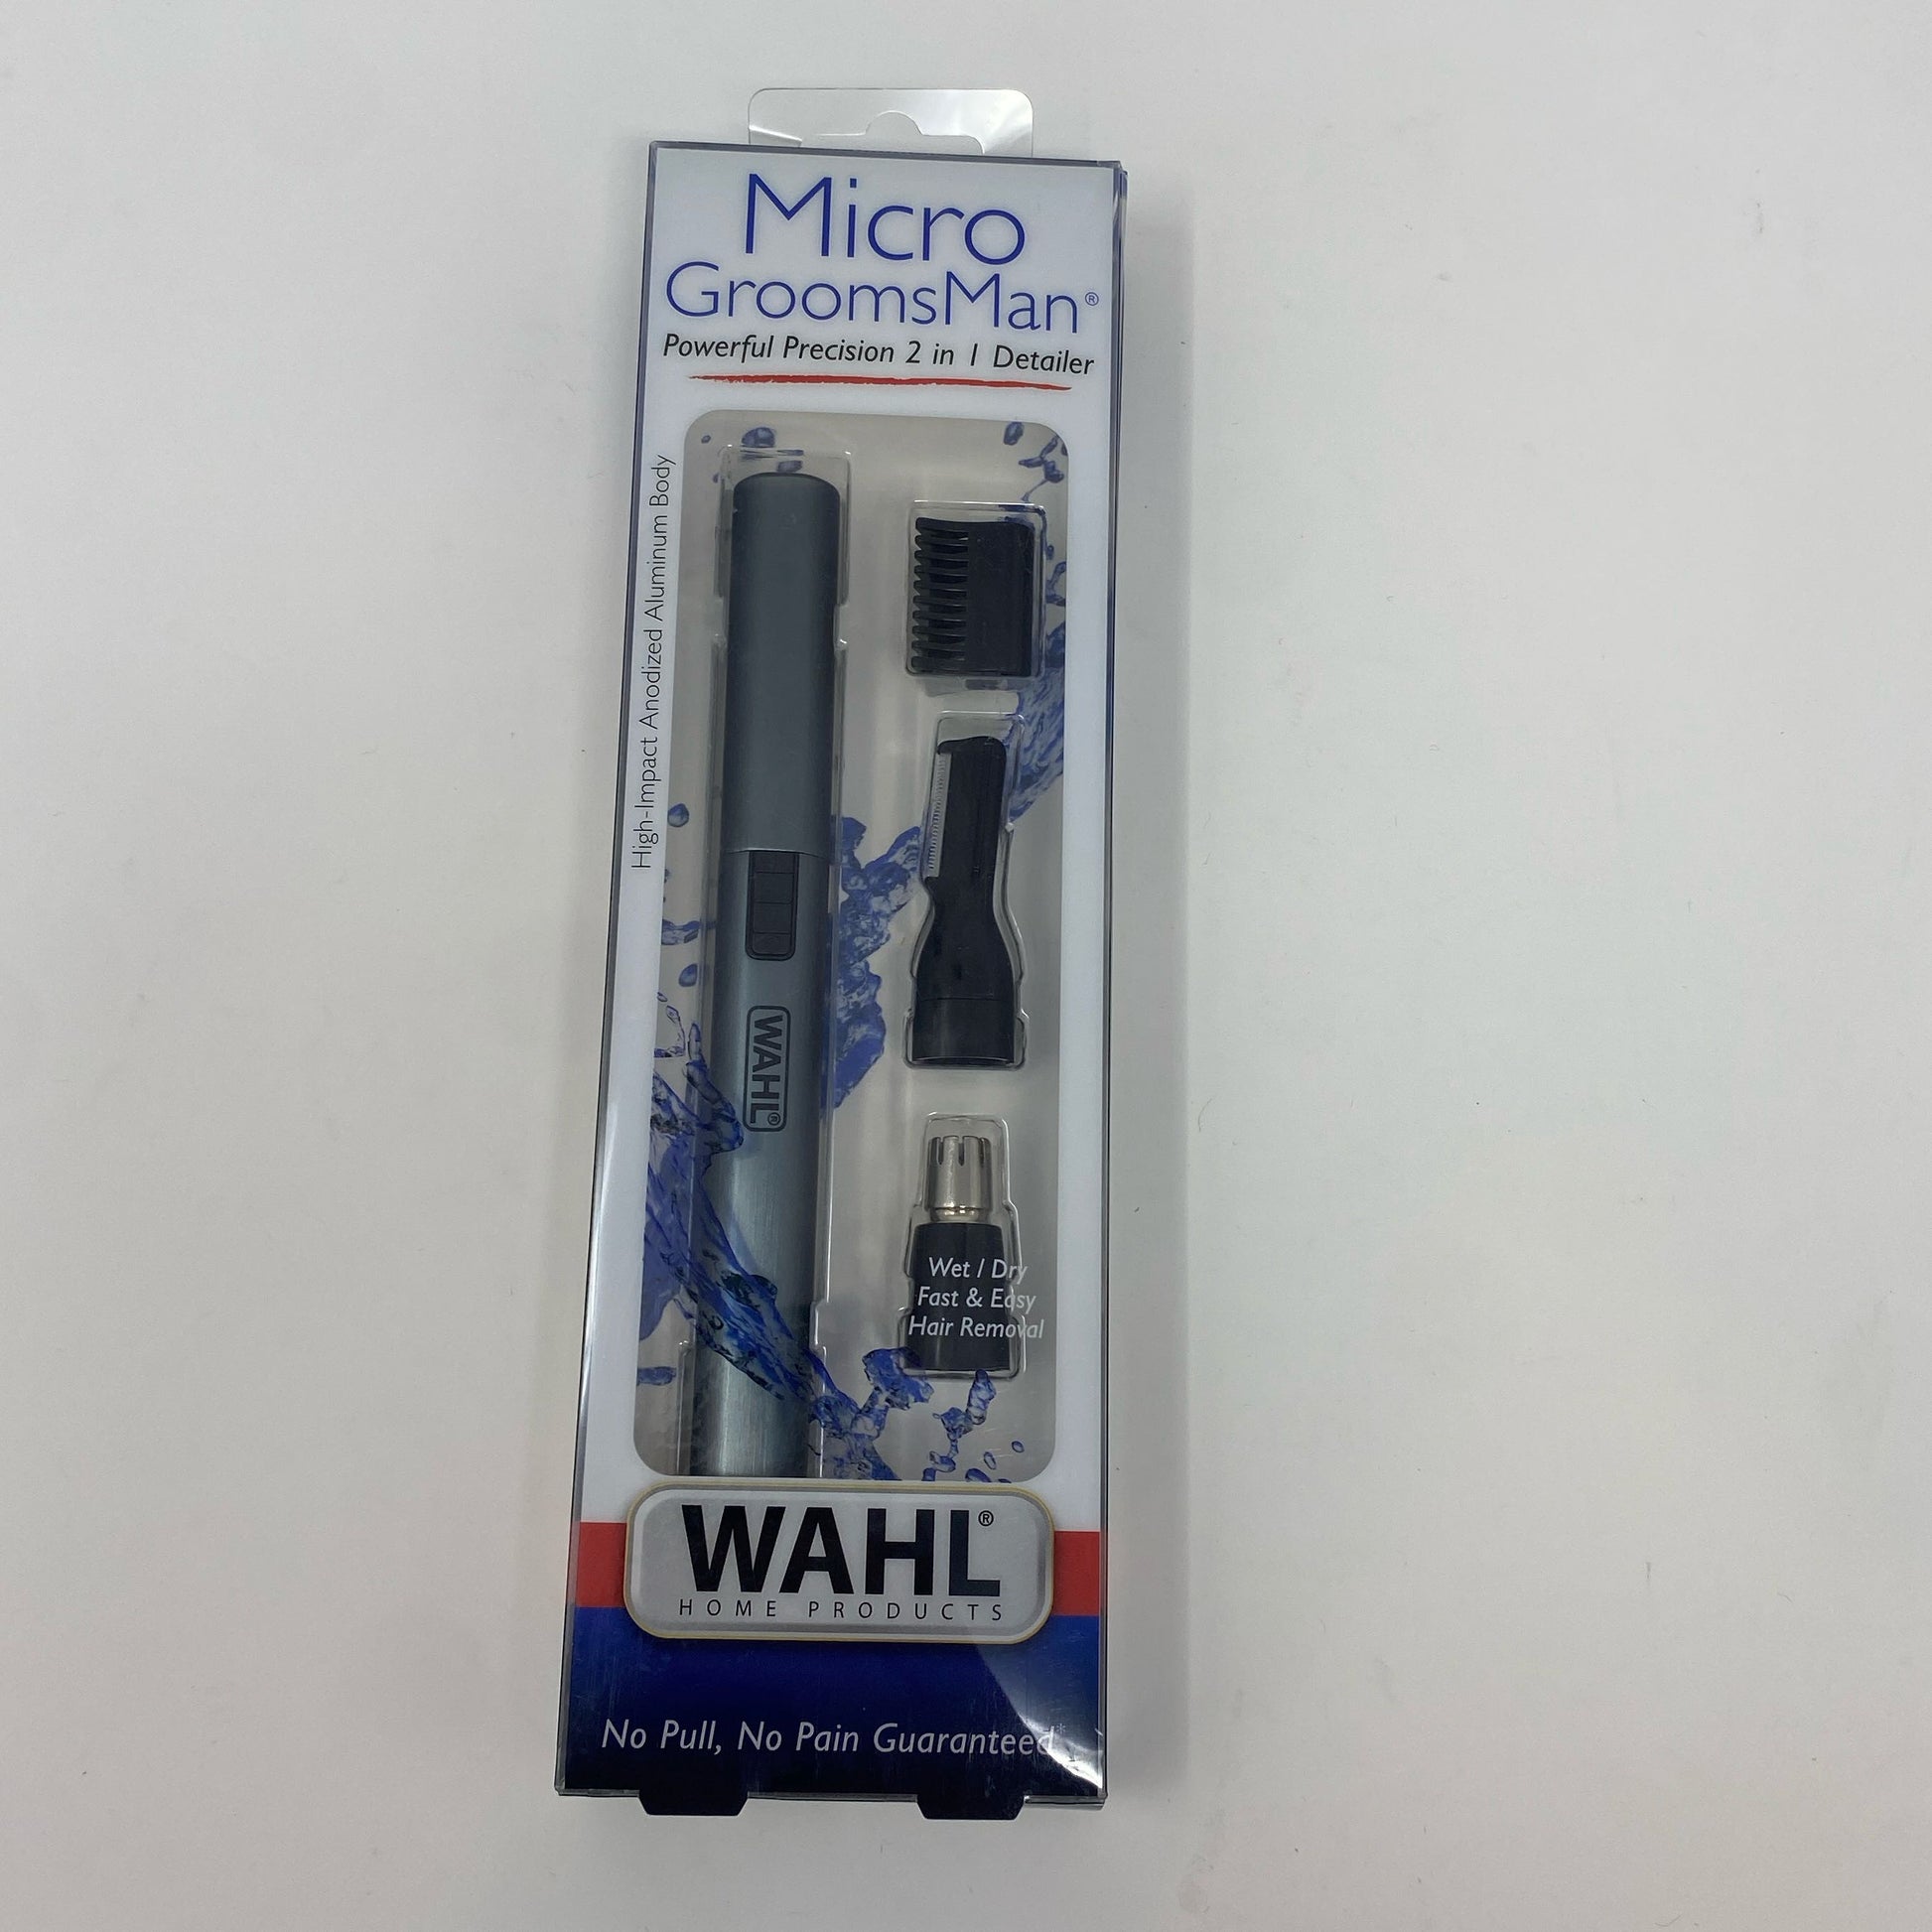 Micro
GroomsMan®
Powerful Precision 2 in 1 Detailer
High-Impact Anodized Aluminum Body
WAHL®
Wet / Dry
Fast & Easy
Hair Removal
WAHL®
HOME PRODUCTS
No Pull, No Pain Guaranteed*